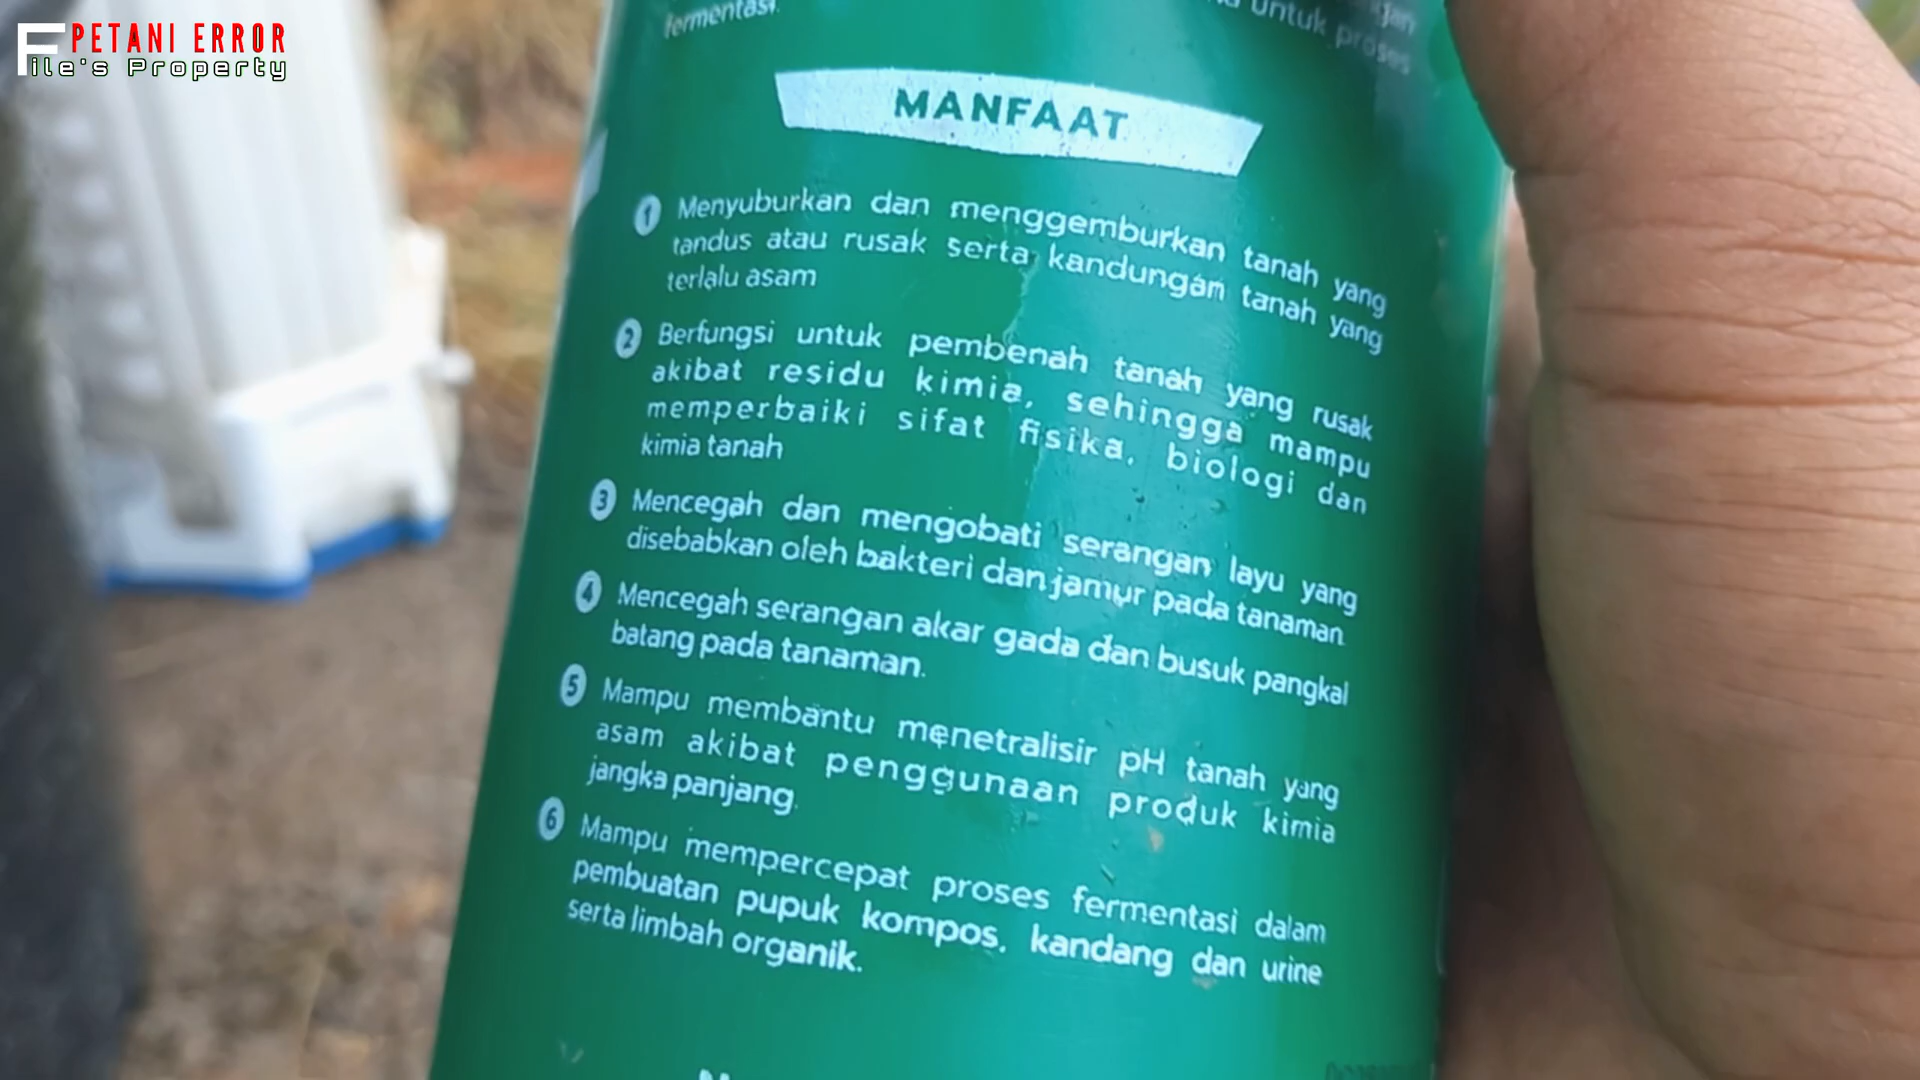 PETANI ERROR
File's Property
fermentasi.
untuk proses
MANFAAT
1 Menyuburkan dan menggemburkan tanah yang
tandus atau rusak serta kandungan tanah yang
terlalu asam
2 Berfungsi untuk pembenah tanah yang rusak
akibat residu kimia, sehingga mampu
memperbaiki sifat fisika, biologi dan
kimia tanah
3 Mencegah dan mengobati serangan layu yang
disebabkan oleh bakteri dan jamur pada tanaman
4 Mencegah serangan akar gada dan busuk pangkal
batang pada tanaman.
5 Mampu membantu menetralisir pH tanah yang
asam akibat penggunaan produk kimia
jangka panjang.
6 Mampu mempercepat proses fermentasi dalam
pembuatan pupuk kompos, kandang dan urine
serta limbah organik.